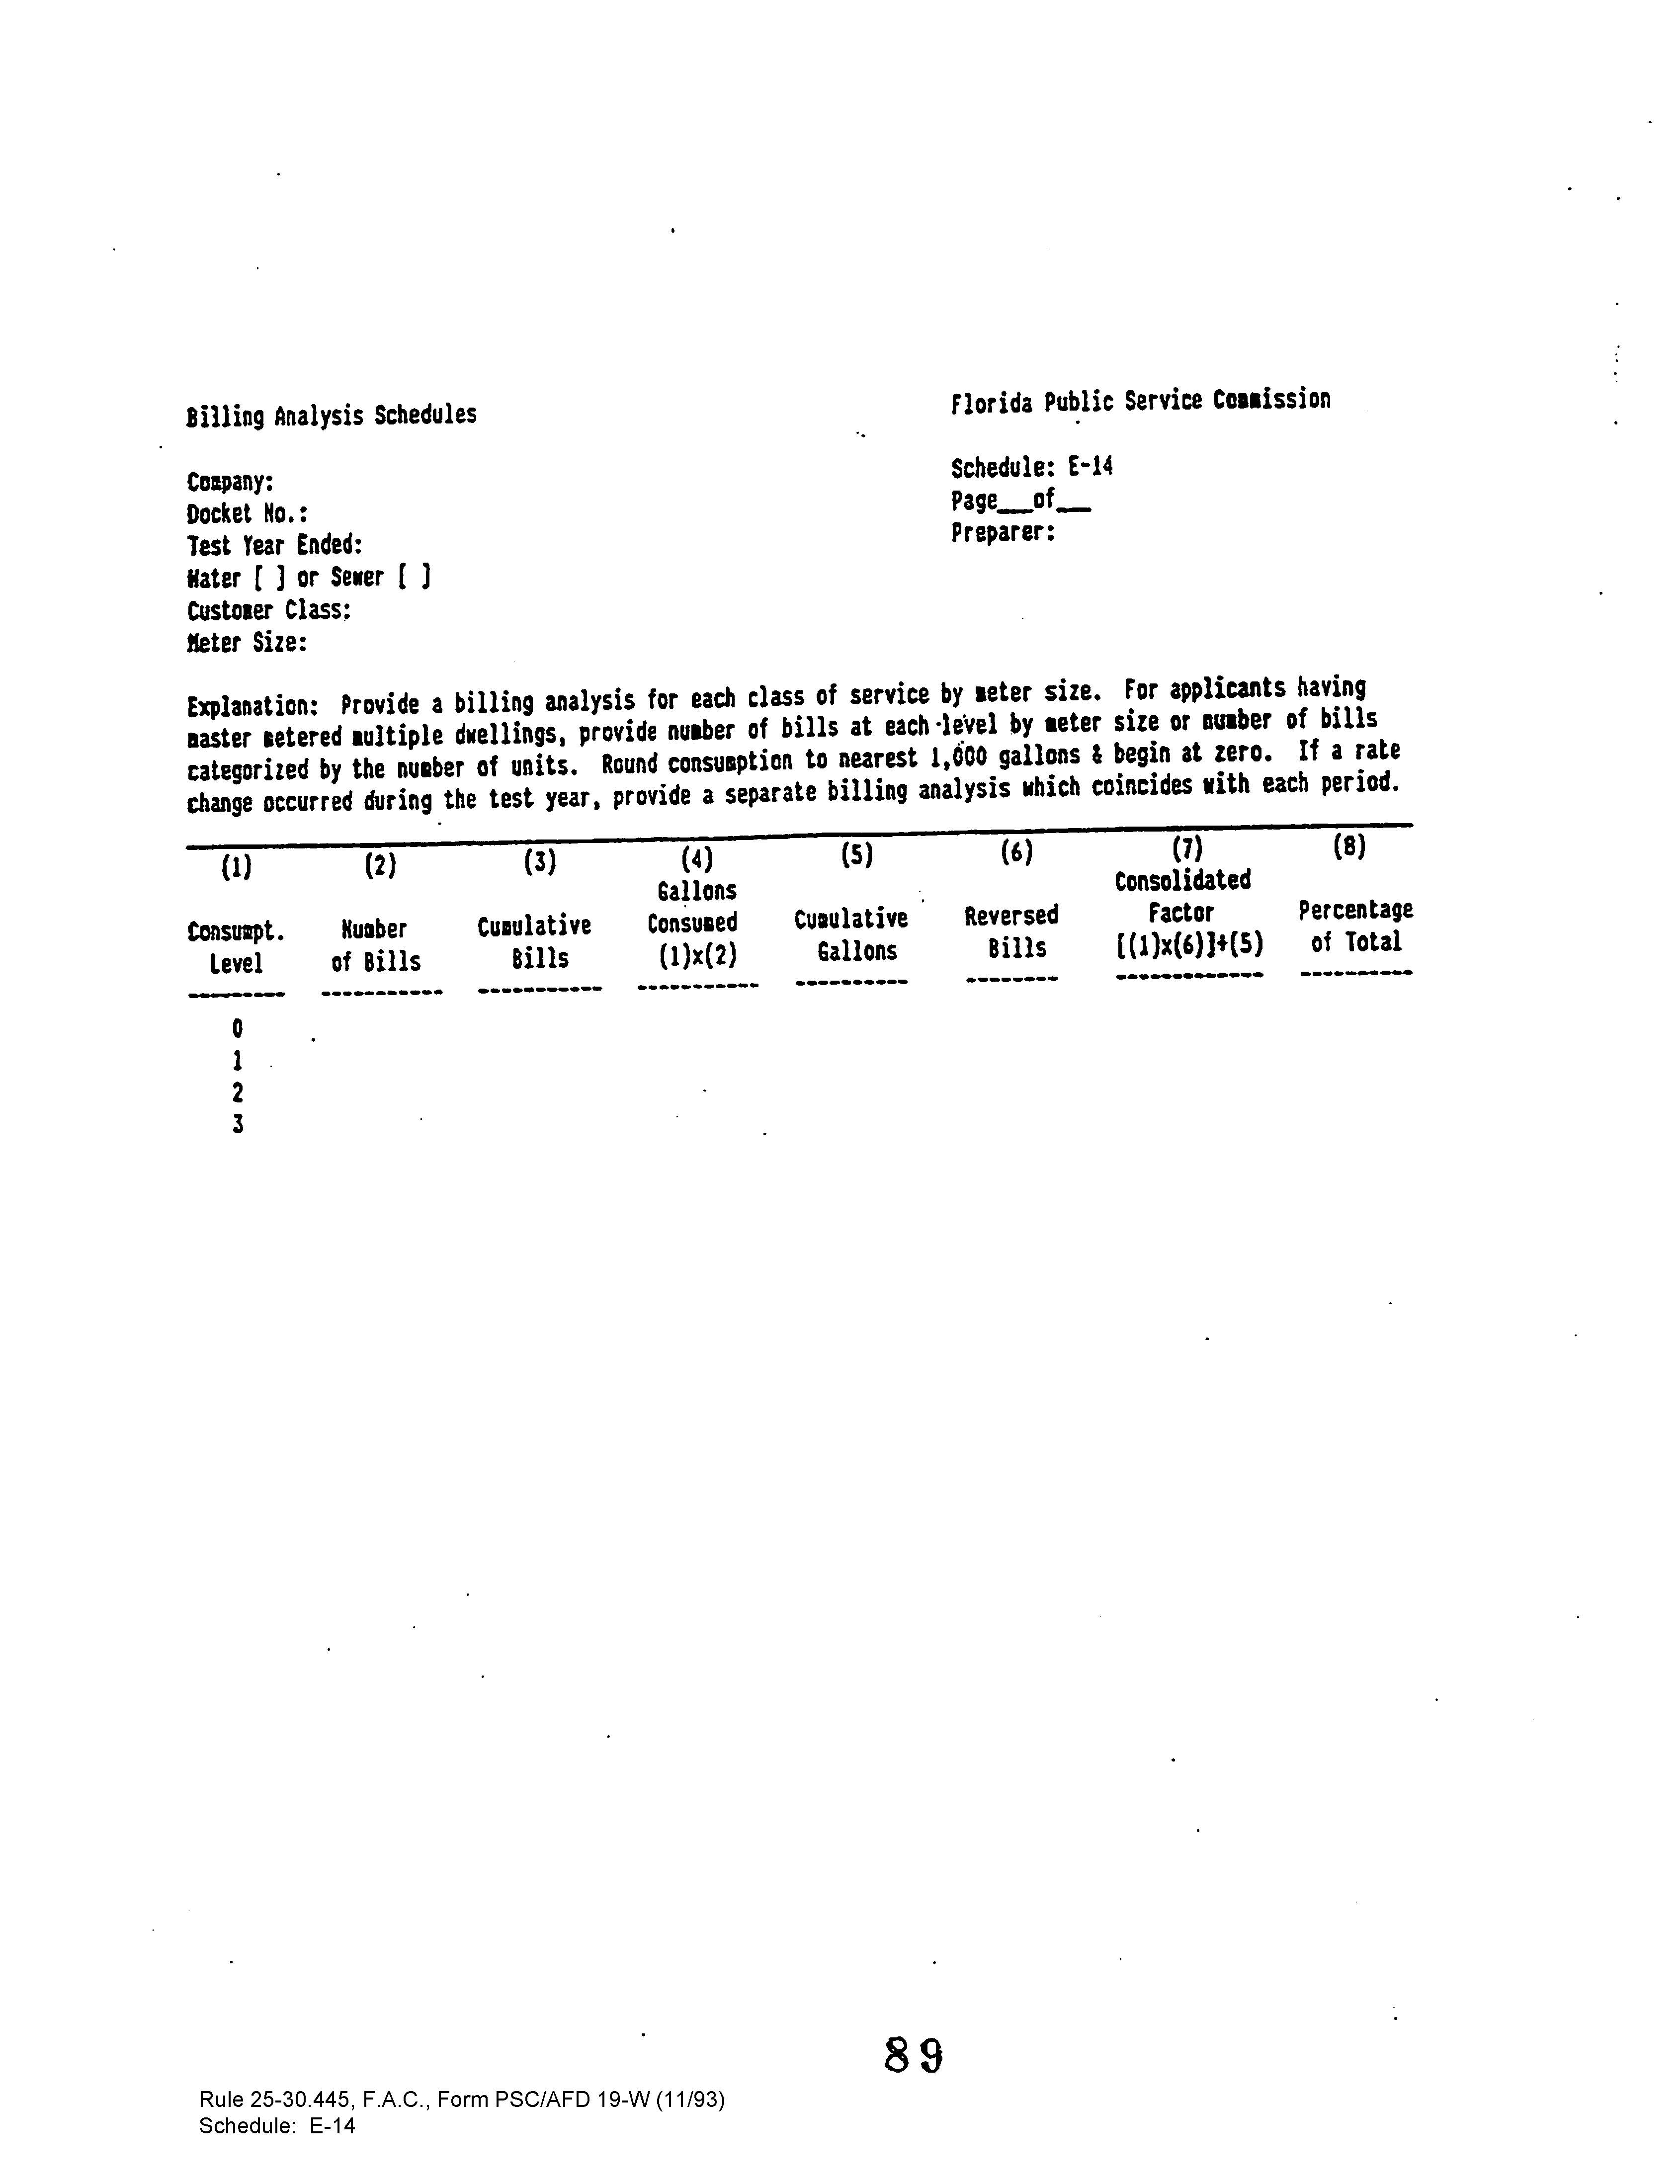 Billing Analysis Schedules
Florida Public Service Commission
Company:
Docket No.:
Test Year Ended:
Water [ ] or Sewer [ ]
Customer Class:
Meter Size:
Schedule: E-14
Page__of__
Preparer:
Explanation: Provide a billing analysis for each class of service by meter size. For applicants having
master metered multiple dwellings, provide number of bills at each level by meter size or number of bills
categorized by the number of units. Round consumption to nearest 1,000 gallons & begin at zero. If a rate
change occurred during the test year, provide a separate billing analysis which coincides with each period.
(1) (2) (3) (4) (5) (6) (7) (8)
Gallons Consolidated
Consumpt. Number Cumulative Consumed Cumulative Reversed Factor Percentage
Level of Bills Bills (1)x(2) Gallons Bills [(1)x(6)]+(5) of Total
0
1
2
3
89
Rule 25-30.445, F.A.C., Form PSC/AFD 19-W (11/93)
Schedule: E-14